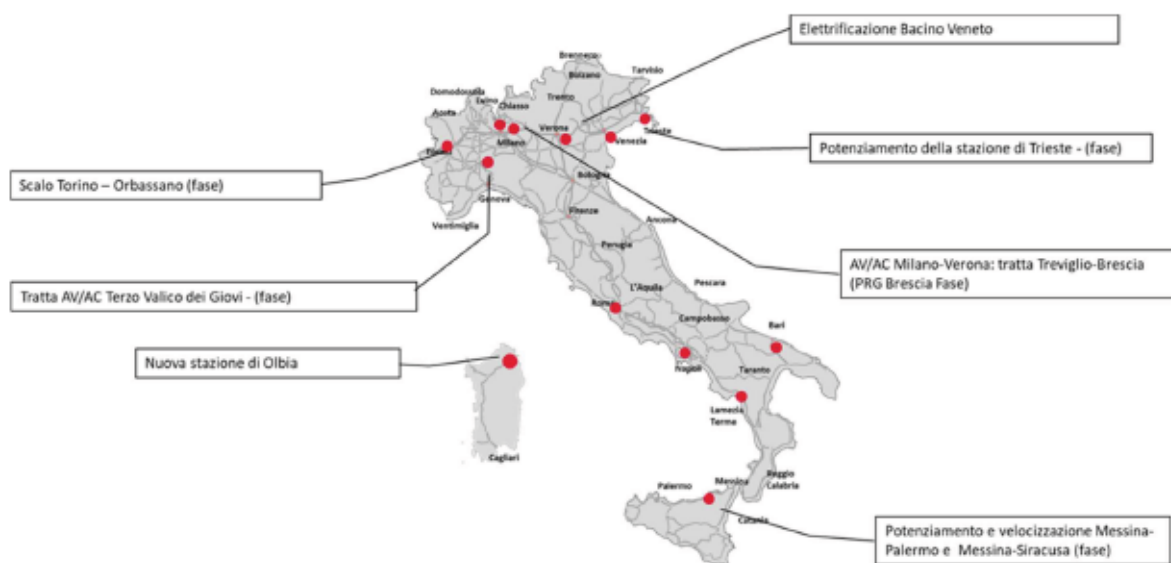 Elettrificazione Bacino Veneto
Brennero
Bolzano
Tarvisio
Trento
Domodossola
Chiasso
Aosta
Verona
Trieste
Milano
Venezia
Potenziamento della stazione di Trieste - (fase)
Scalo Torino – Orbassano (fase)
Bologna
Genova
Firenze
Ventimiglia
Ancona
Perugia
AV/AC Milano-Verona: tratta Treviglio-Brescia
(PRG Brescia Fase)
Tratta AV/AC Terzo Valico dei Giovi - (fase)
L'Aquila
Pescara
Roma
Campobasso
Bari
Nuova stazione di Olbia
Napoli
Taranto
Lamezia
Terme
Cagliari
Reggio
Calabria
Messina
Palermo
Catania
Potenziamento e velocizzazione Messina-
Palermo e Messina-Siracusa (fase)